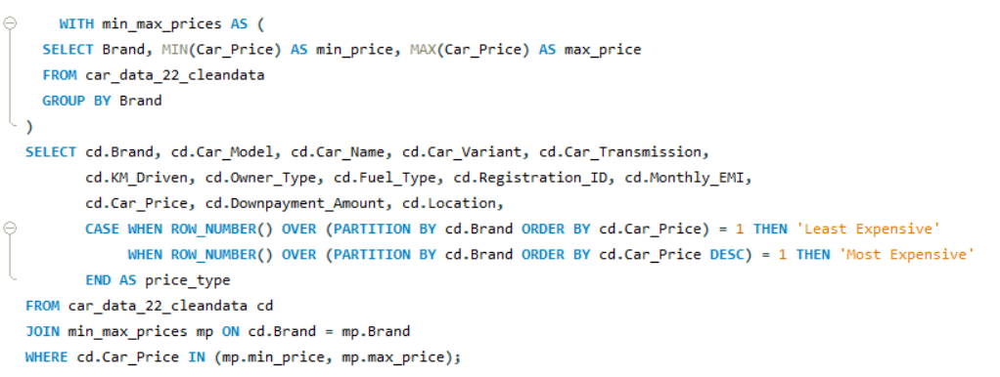 WITH min_max_prices AS (
SELECT Brand, MIN(Car_Price) AS min_price, MAX(Car_Price) AS max_price
FROM car_data_22_cleandata
GROUP BY Brand
)
SELECT cd.Brand, cd.Car_Model, cd.Car_Name, cd.Car_Variant, cd.Car_Transmission,
cd.KM_Driven, cd.Owner_Type, cd.Fuel_Type, cd.Registration_ID, cd.Monthly_EMI,
cd.Car_Price, cd.Downpayment_Amount, cd.Location,
CASE WHEN ROW_NUMBER() OVER (PARTITION BY cd.Brand ORDER BY cd.Car_Price) = 1 THEN 'Least Expensive'
WHEN ROW_NUMBER() OVER (PARTITION BY cd.Brand ORDER BY cd.Car_Price DESC) = 1 THEN 'Most Expensive'
END AS price_type
FROM car_data_22_cleandata cd
JOIN min_max_prices mp ON cd.Brand = mp.Brand
WHERE cd.Car_Price IN (mp.min_price, mp.max_price);